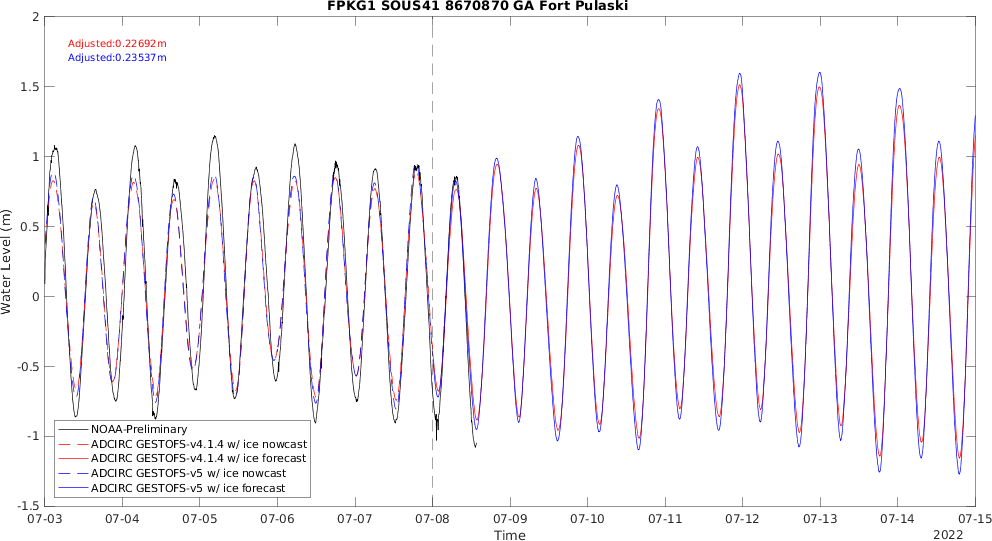 FPKG1 SOUS41 8670870 GA Fort Pulaski
Adjusted:0.22692m
Adjusted:0.23537m
Water Level (m)
2
1.5
1
0.5
0
-0.5
-1
-1.5
NOAA-Preliminary
ADCIRC GESTOFS-v4.1.4 w/ ice nowcast
ADCIRC GESTOFS-v4.1.4 w/ ice forecast
ADCIRC GESTOFS-v5 w/ ice nowcast
ADCIRC GESTOFS-v5 w/ ice forecast
07-03 07-04 07-05 07-06 07-07 07-08 07-09 07-10 07-11 07-12 07-13 07-14 07-15
Time
2022